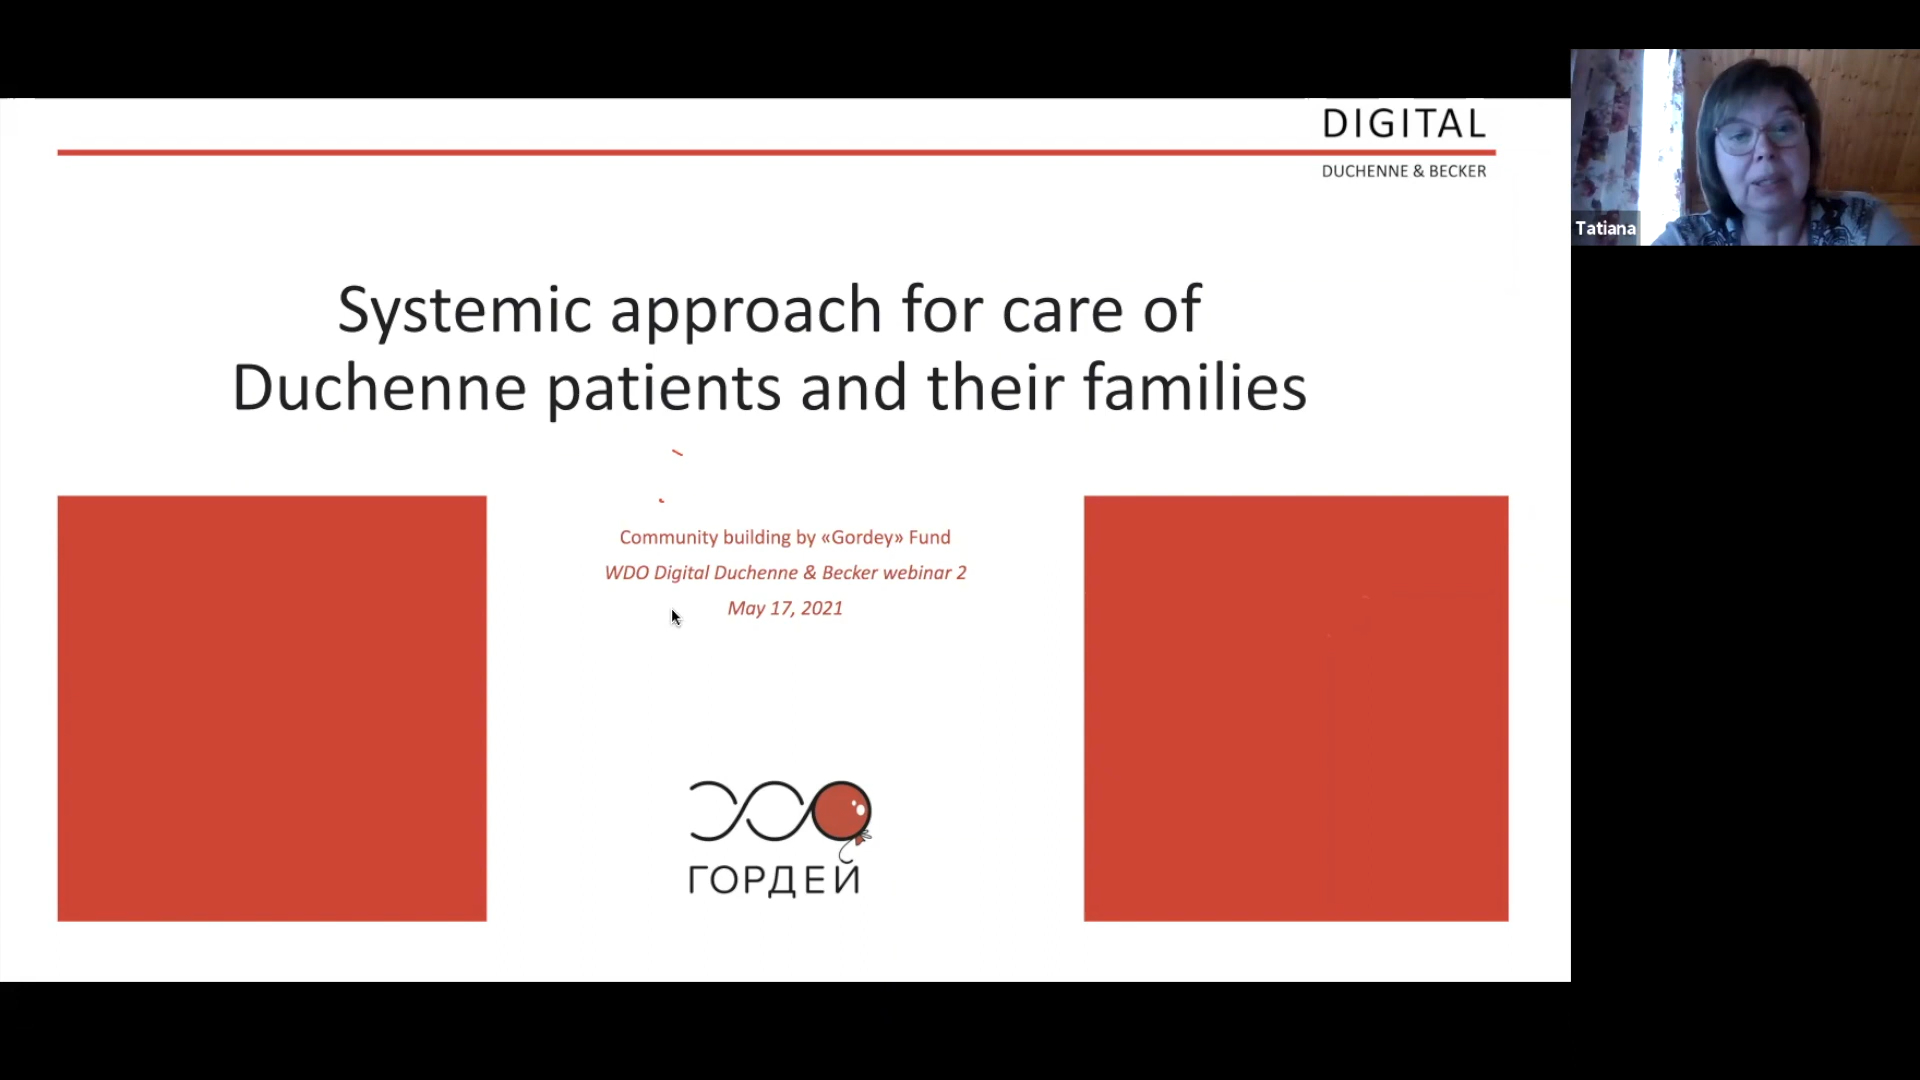 DIGITAL
DUCHENNE & BECKER
Tatiana
Systemic approach for care of
Duchenne patients and their families
Community building by «Gordey» Fund
WDO Digital Duchenne & Becker webinar 2
May 17, 2021
ГОРДЕЙ